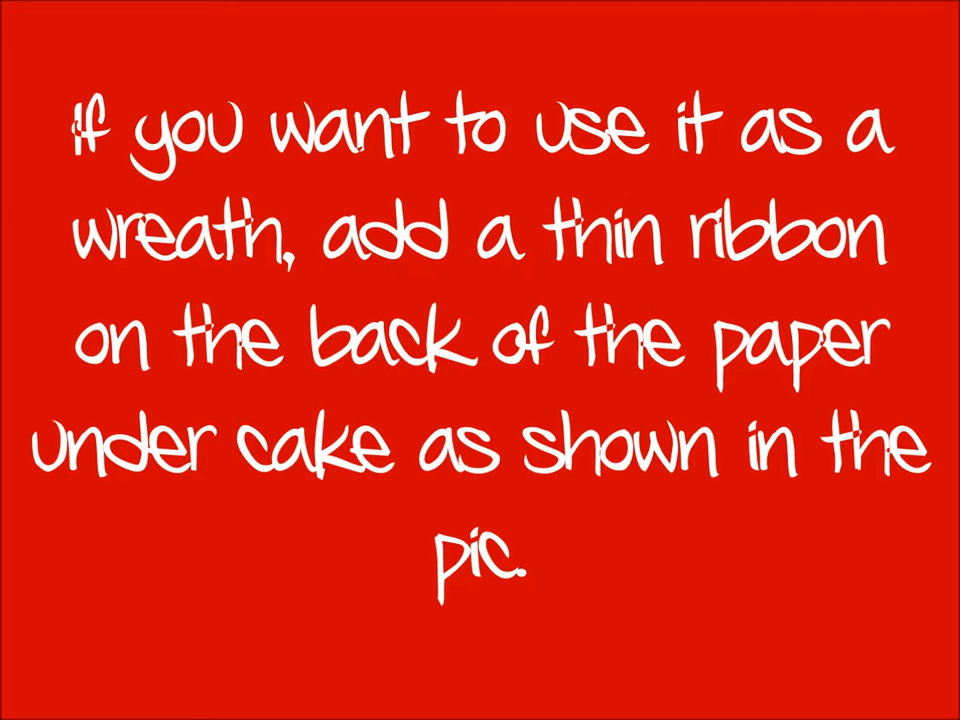 If you want to use it as a
wreath, add a thin ribbon
on the back of the paper
under cake as shown in the
pic.